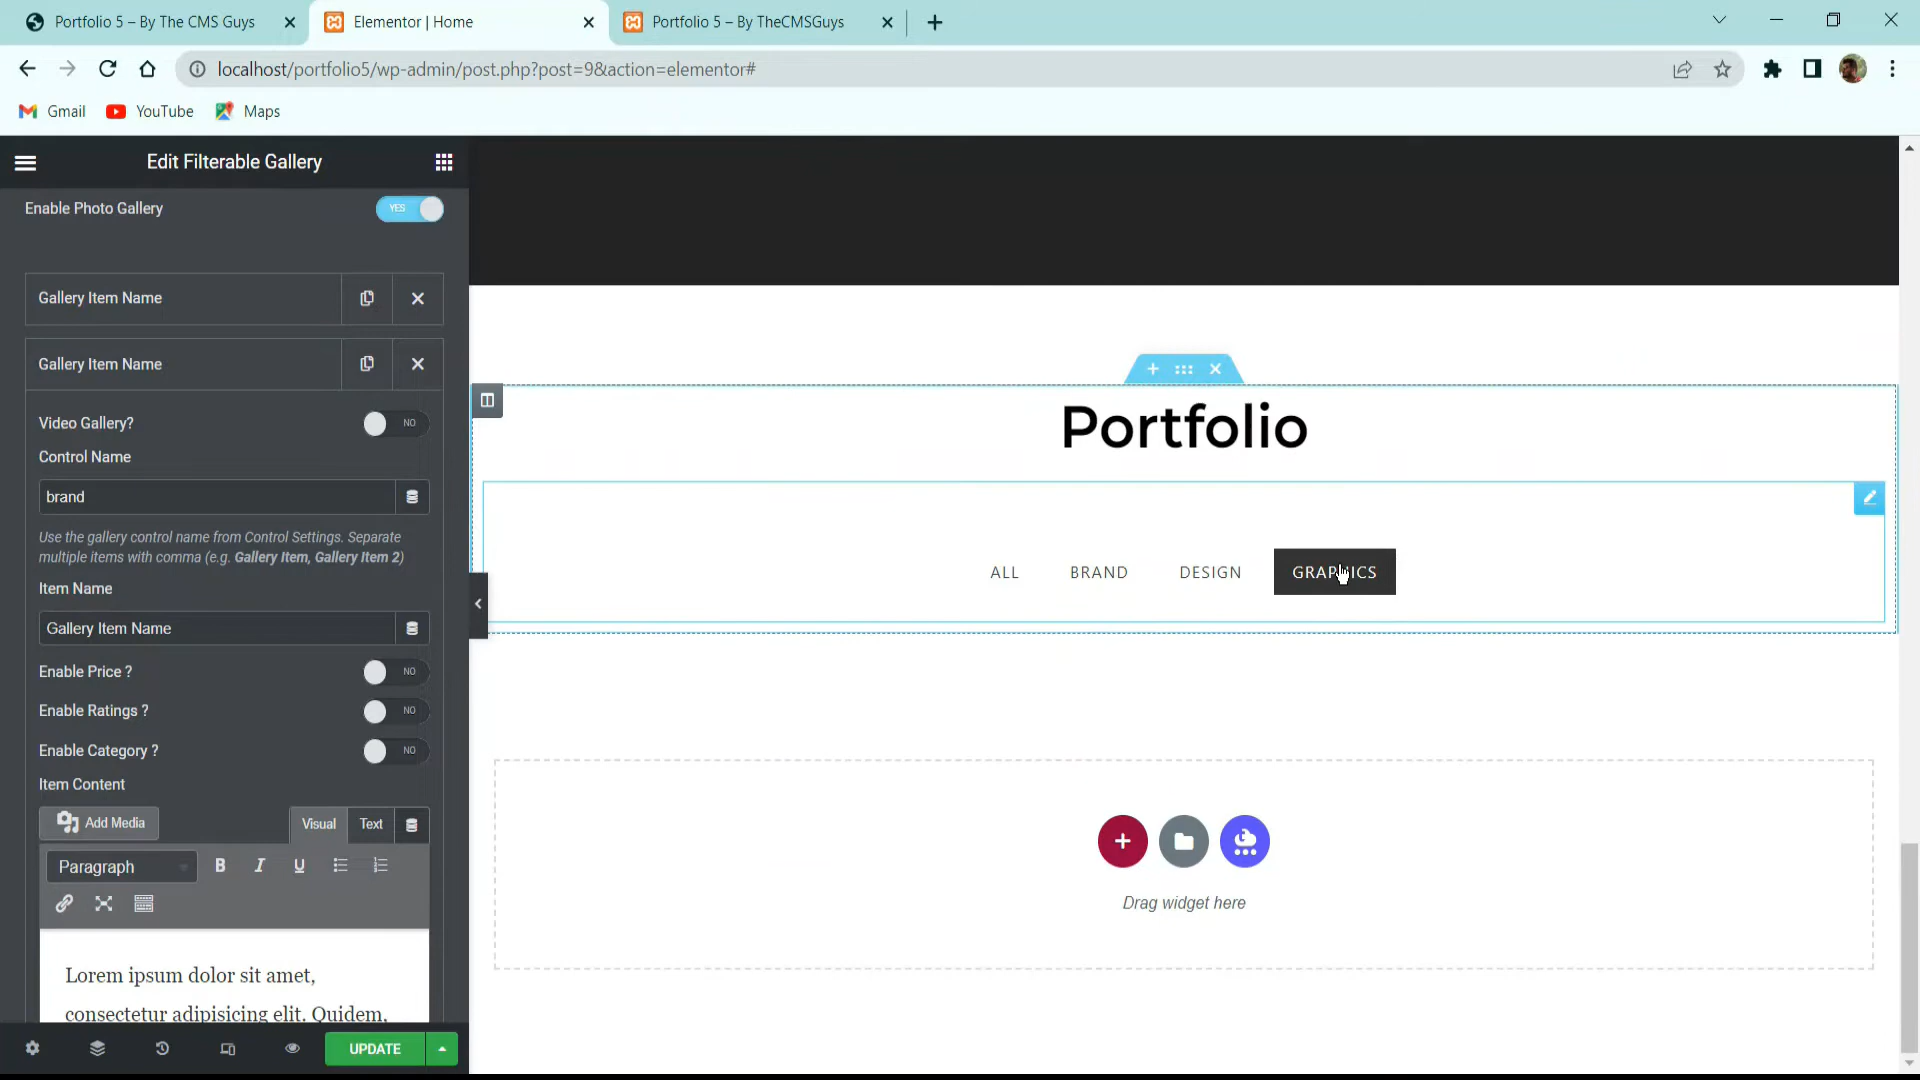 Portfolio 5 – By The CMS Guys
Elementor | Home
Portfolio 5 – By TheCMSGuys
localhost/portfolio5/wp-admin/post.php?post=9&action=elementor#
Gmail
YouTube
Maps
Edit Filterable Gallery
Enable Photo Gallery
YES
Gallery Item Name
Gallery Item Name
Video Gallery?
NO
Control Name
brand
Use the gallery control name from Control Settings. Separate
multiple items with comma (e.g. Gallery Item, Gallery Item 2)
Item Name
Gallery Item Name
Enable Price ?
NO
Enable Ratings ?
NO
Enable Category ?
NO
Item Content
Add Media
Visual
Text
Paragraph
B I U
Lorem ipsum dolor sit amet,
consectetur adipisicing elit. Quidem,
UPDATE
Portfolio
ALL BRAND DESIGN GRAPHICS
Drag widget here